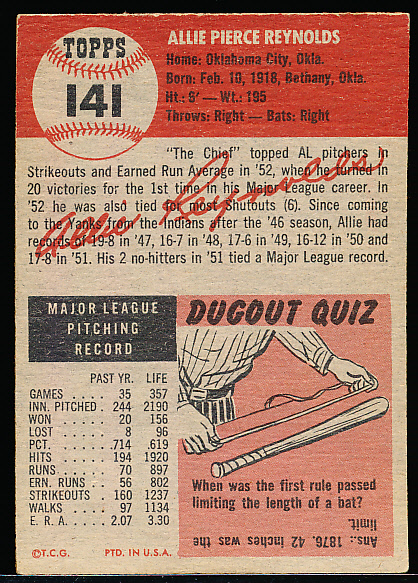 TOPPS
141
ALLIE PIERCE REYNOLDS
Home: Oklahoma City, Okla.
Born: Feb. 10, 1918, Bethany, Okla.
Ht.: 6' — Wt.: 195
Throws: Right — Bats: Right
"The Chief" topped AL pitchers in
Strikeouts and Earned Run Average in '52, when he turned in
20 victories for the 1st time in his Major League career. In
'52 he was also tied for most Shutouts (6). Since coming
to the Yanks from the Indians after the '46 season, Allie had
records of 19-8 in '47, 16-7 in '48, 17-6 in '49, 16-12 in '50 and
17-8 in '51. His 2 no-hitters in '51 tied a Major League record.
Allie Reynolds
MAJOR LEAGUE
PITCHING
RECORD
PAST YR. LIFE
GAMES 35 357
INN. PITCHED 244 2190
WON 20 156
LOST 8 96
PCT. .714 .619
HITS 194 1920
RUNS 70 897
ERN. RUNS 56 802
STRIKEOUTS 160 1237
WALKS 97 1134
E. R. A. 2.07 3.30
©T.C.G. PTD. IN U.S.A.
DUGOUT QUIZ
When was the first rule passed
limiting the length of a bat?
Ans.: 1876. 42 inches was the
limit.